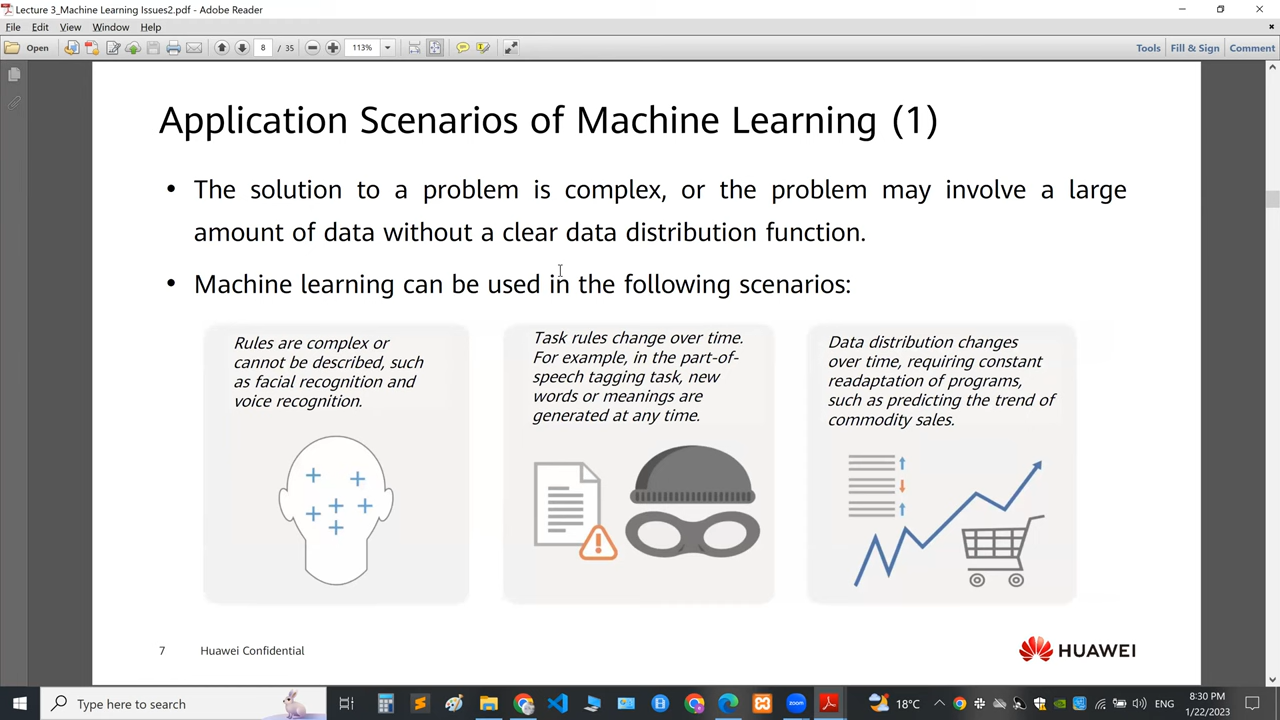 Lecture 3_Machine Learning Issues2.pdf - Adobe Reader
File Edit View Window Help
Open 8 / 35 113% Tools Fill & Sign Comment
Application Scenarios of Machine Learning (1)
• The solution to a problem is complex, or the problem may involve a large
amount of data without a clear data distribution function.
• Machine learning can be used in the following scenarios:
Rules are complex or
cannot be described, such
as facial recognition and
voice recognition.
Task rules change over time.
For example, in the part-of-
speech tagging task, new
words or meanings are
generated at any time.
Data distribution changes
over time, requiring constant
readaptation of programs,
such as predicting the trend of
commodity sales.
7 Huawei Confidential
HUAWEI
Type here to search
zoom
18°C
ENG
8:30 PM
1/22/2023